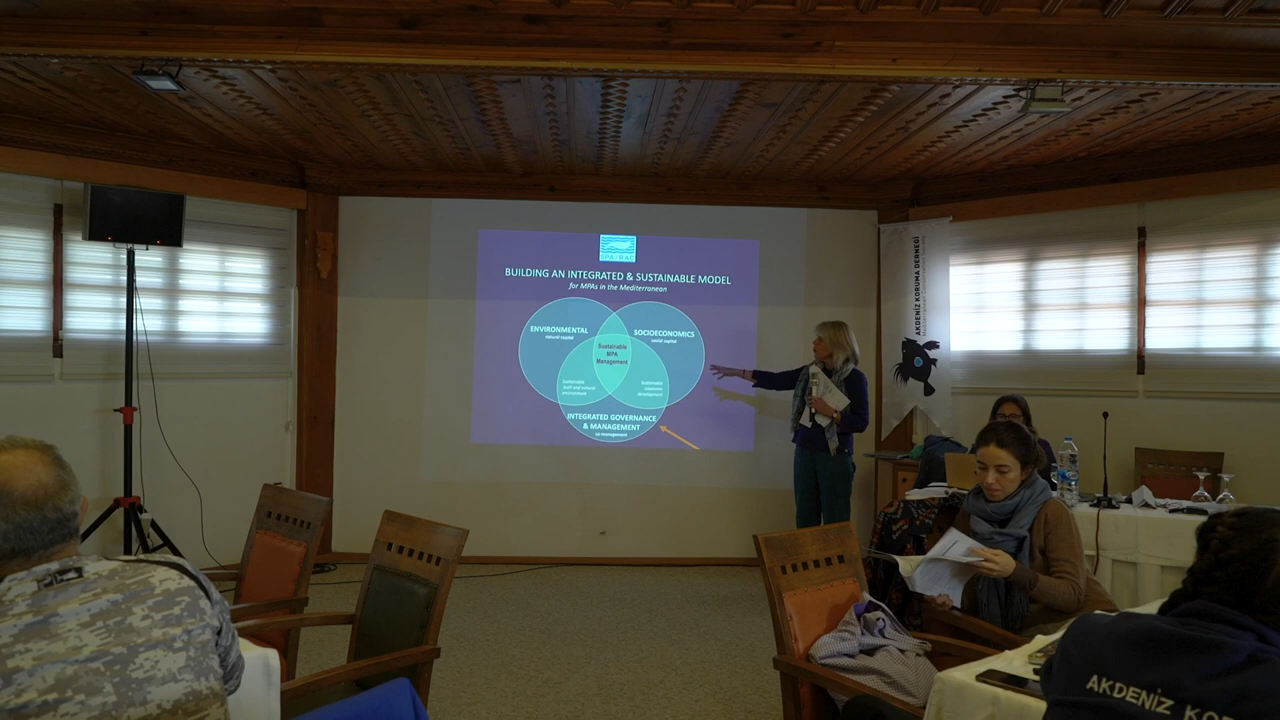 SPA/RAC
BUILDING AN INTEGRATED & SUSTAINABLE MODEL
for MPAs in the Mediterranean
ENVIRONMENTAL
natural capital
SOCIOECONOMICS
social capital
Sustainable
MPA
Management
Sustainable
built and natural
environment
Sustainable
economic
development
INTEGRATED GOVERNANCE
& MANAGEMENT
co-management
AKDENİZ KORUMA DERNEĞİ
AKDENİZ KO